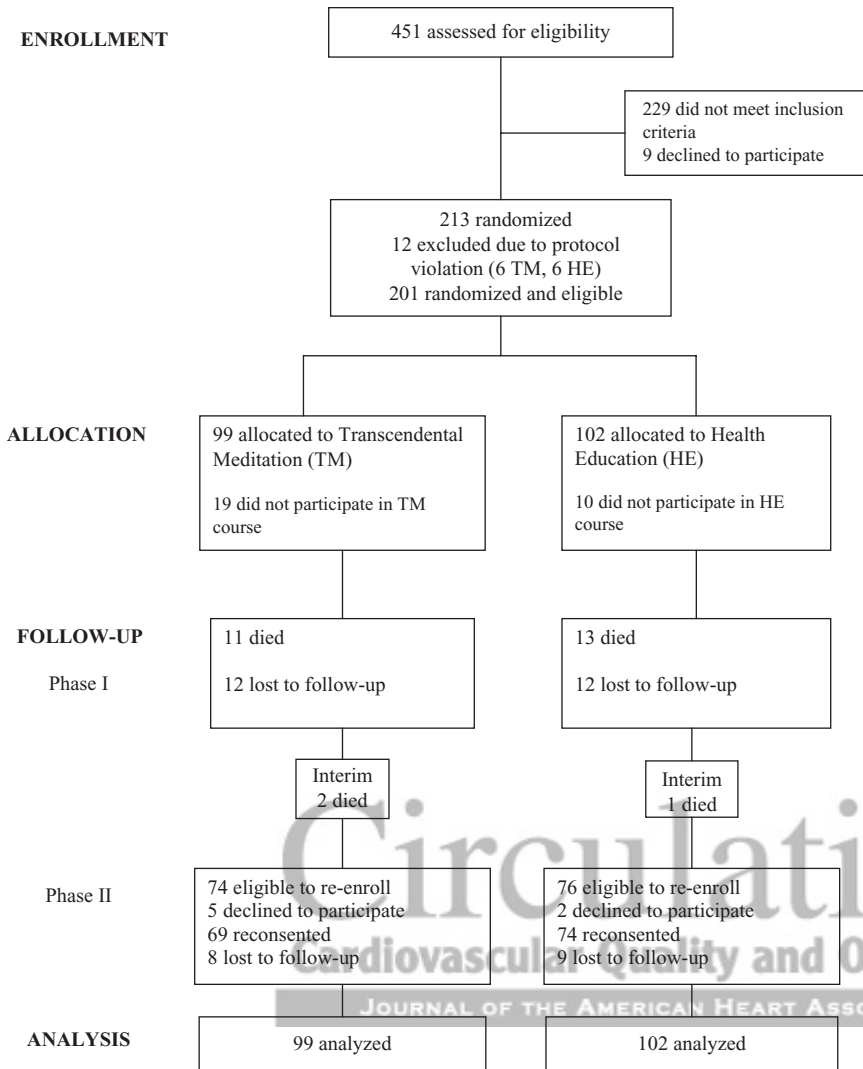 ENROLLMENT
451 assessed for eligibility
229 did not meet inclusion
criteria
9 declined to participate
213 randomized
12 excluded due to protocol
violation (6 TM, 6 HE)
201 randomized and eligible
ALLOCATION
99 allocated to Transcendental
Meditation (TM)
19 did not participate in TM
course
102 allocated to Health
Education (HE)
10 did not participate in HE
course
FOLLOW-UP
Phase I
11 died
12 lost to follow-up
13 died
12 lost to follow-up
Interim
2 died
Interim
1 died
Circulati
Phase II
74 eligible to re-enroll
5 declined to participate
69 reconsented
8 lost to follow-up
76 eligible to re-enroll
2 declined to participate
74 reconsented
9 lost to follow-up
Cardiovascular Quality and O
JOURNAL OF THE AMERICAN HEART ASSO
ANALYSIS
99 analyzed
102 analyzed